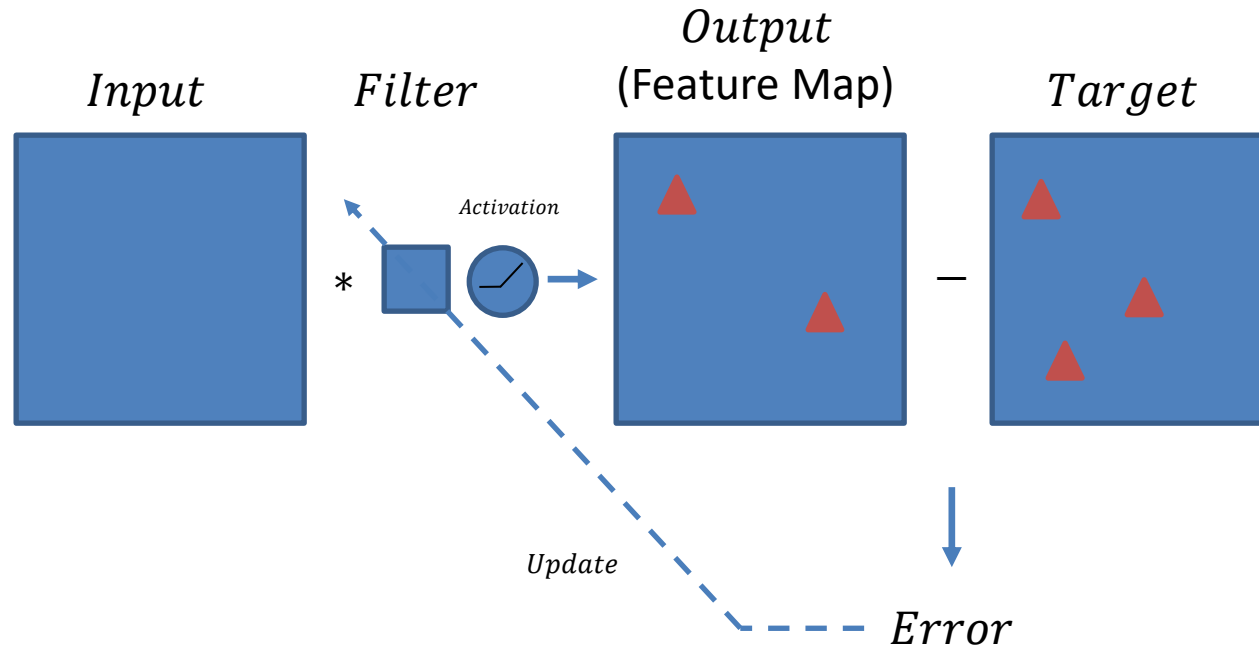 Input
Filter
Output
(Feature Map)
Target
Activation
*
−
Update
Error